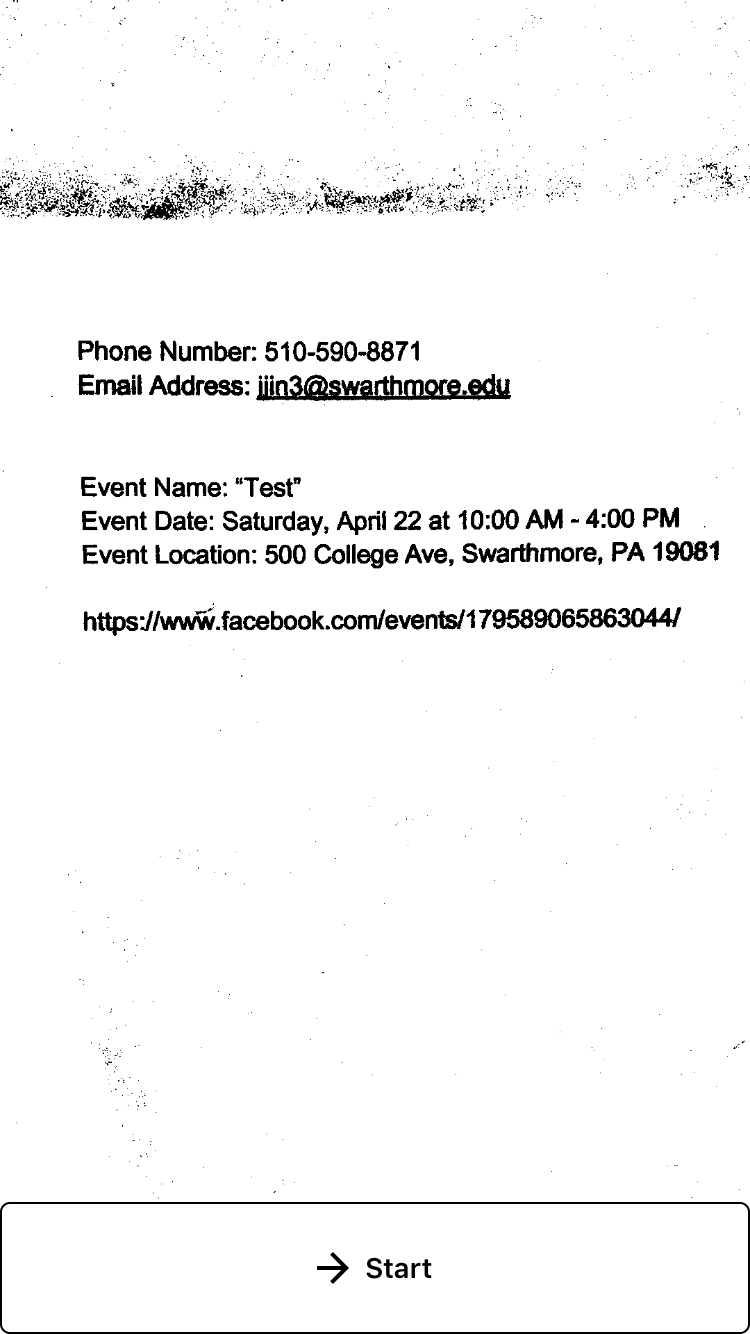 Phone Number: 510-590-8871
Email Address: jjin3@swarthmore.edu
Event Name: “Test”
Event Date: Saturday, April 22 at 10:00 AM - 4:00 PM
Event Location: 500 College Ave, Swarthmore, PA 19081
https://www.facebook.com/events/179589065863044/
Start